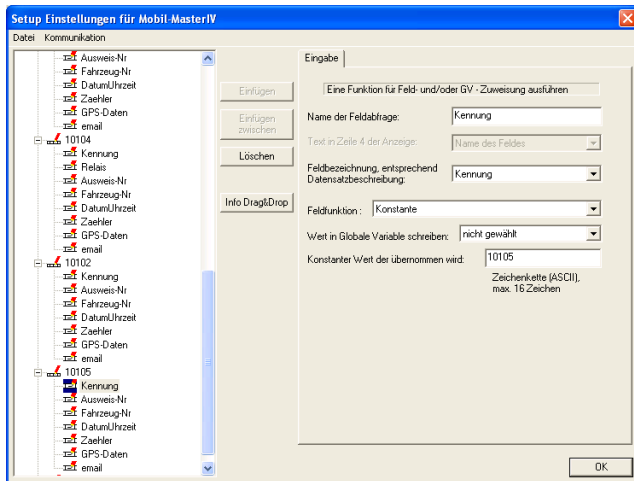 Setup Einstellungen für Mobil-MasterIV
Datei Kommunikation
Ausweis-Nr
Fahrzeug-Nr
DatumUhrzeit
Zaehler
GPS-Daten
email
10104
Kennung
Relais
Ausweis-Nr
Fahrzeug-Nr
DatumUhrzeit
Zaehler
GPS-Daten
email
10102
Kennung
Ausweis-Nr
Fahrzeug-Nr
DatumUhrzeit
Zaehler
GPS-Daten
email
10105
Kennung
Ausweis-Nr
Fahrzeug-Nr
DatumUhrzeit
Zaehler
GPS-Daten
email
Einfügen
Einfügen
zwischen
Löschen
Info Drag&Drop
Eingabe
Eine Funktion für Feld- und/oder GV - Zuweisung ausführen
Name der Feldabfrage: Kennung
Text in Zeile 4 der Anzeige: Name des Feldes
Feldbezeichnung, entsprechend
Datensatzbeschreibung: Kennung
Feldfunktion : Konstante
Wert in Globale Variable schreiben: nicht gewählt
Konstanter Wert der übernommen wird: 10105
Zeichenkette (ASCII),
max. 16 Zeichen
OK